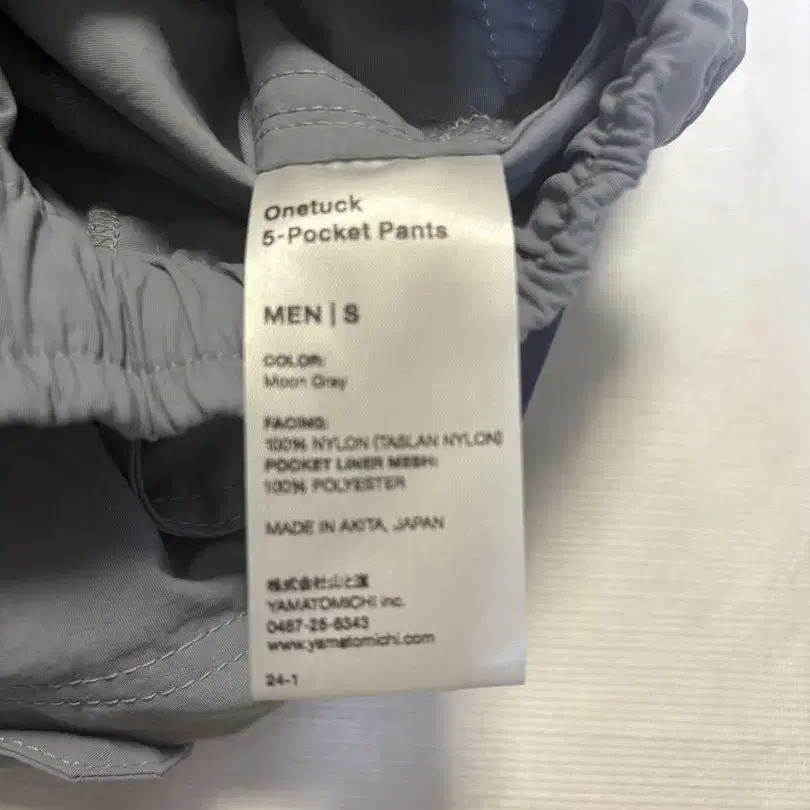 Onetuck
5-Pocket Pants
MEN | S
COLOR:
Moon Gray
FACING:
100% NYLON (TASLAN NYLON)
POCKET LINER MESH:
100% POLYESTER
MADE IN AKITA, JAPAN
株式会社山と道
YAMATOMICHI inc.
0467-25-6343
www.yamatomichi.com
24-1